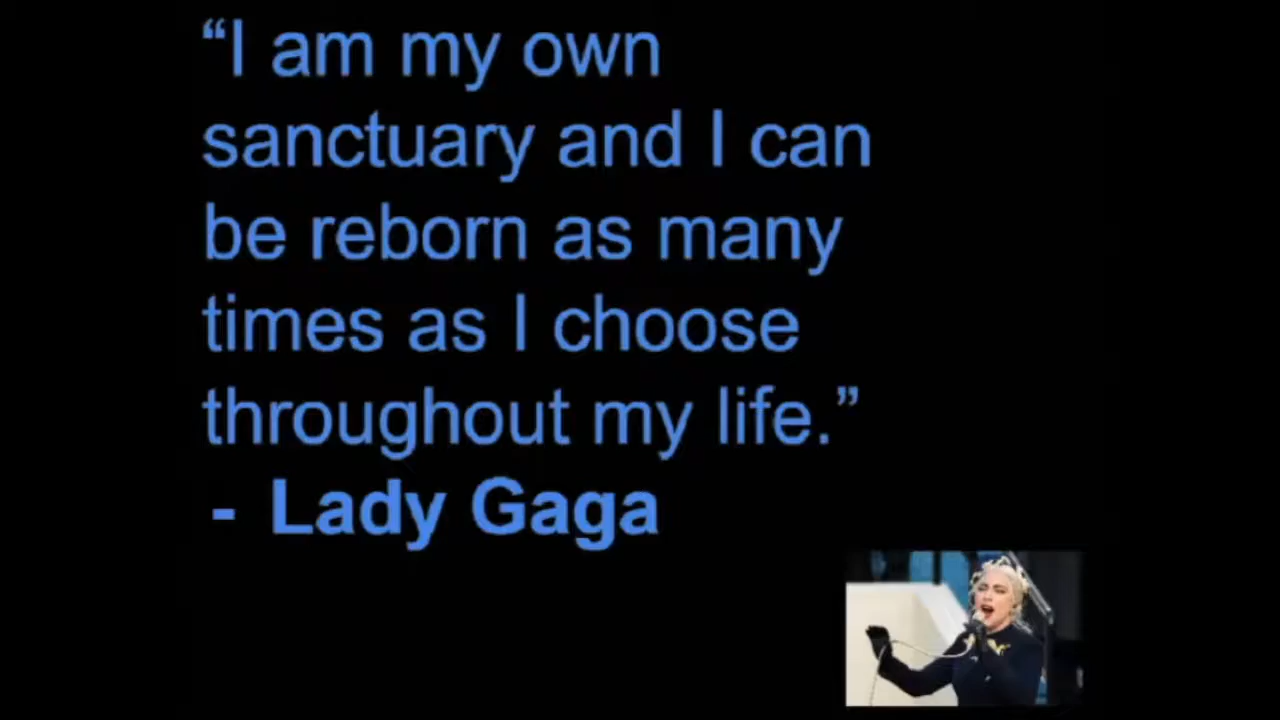 “I am my own
sanctuary and I can
be reborn as many
times as I choose
throughout my life.”
- Lady Gaga